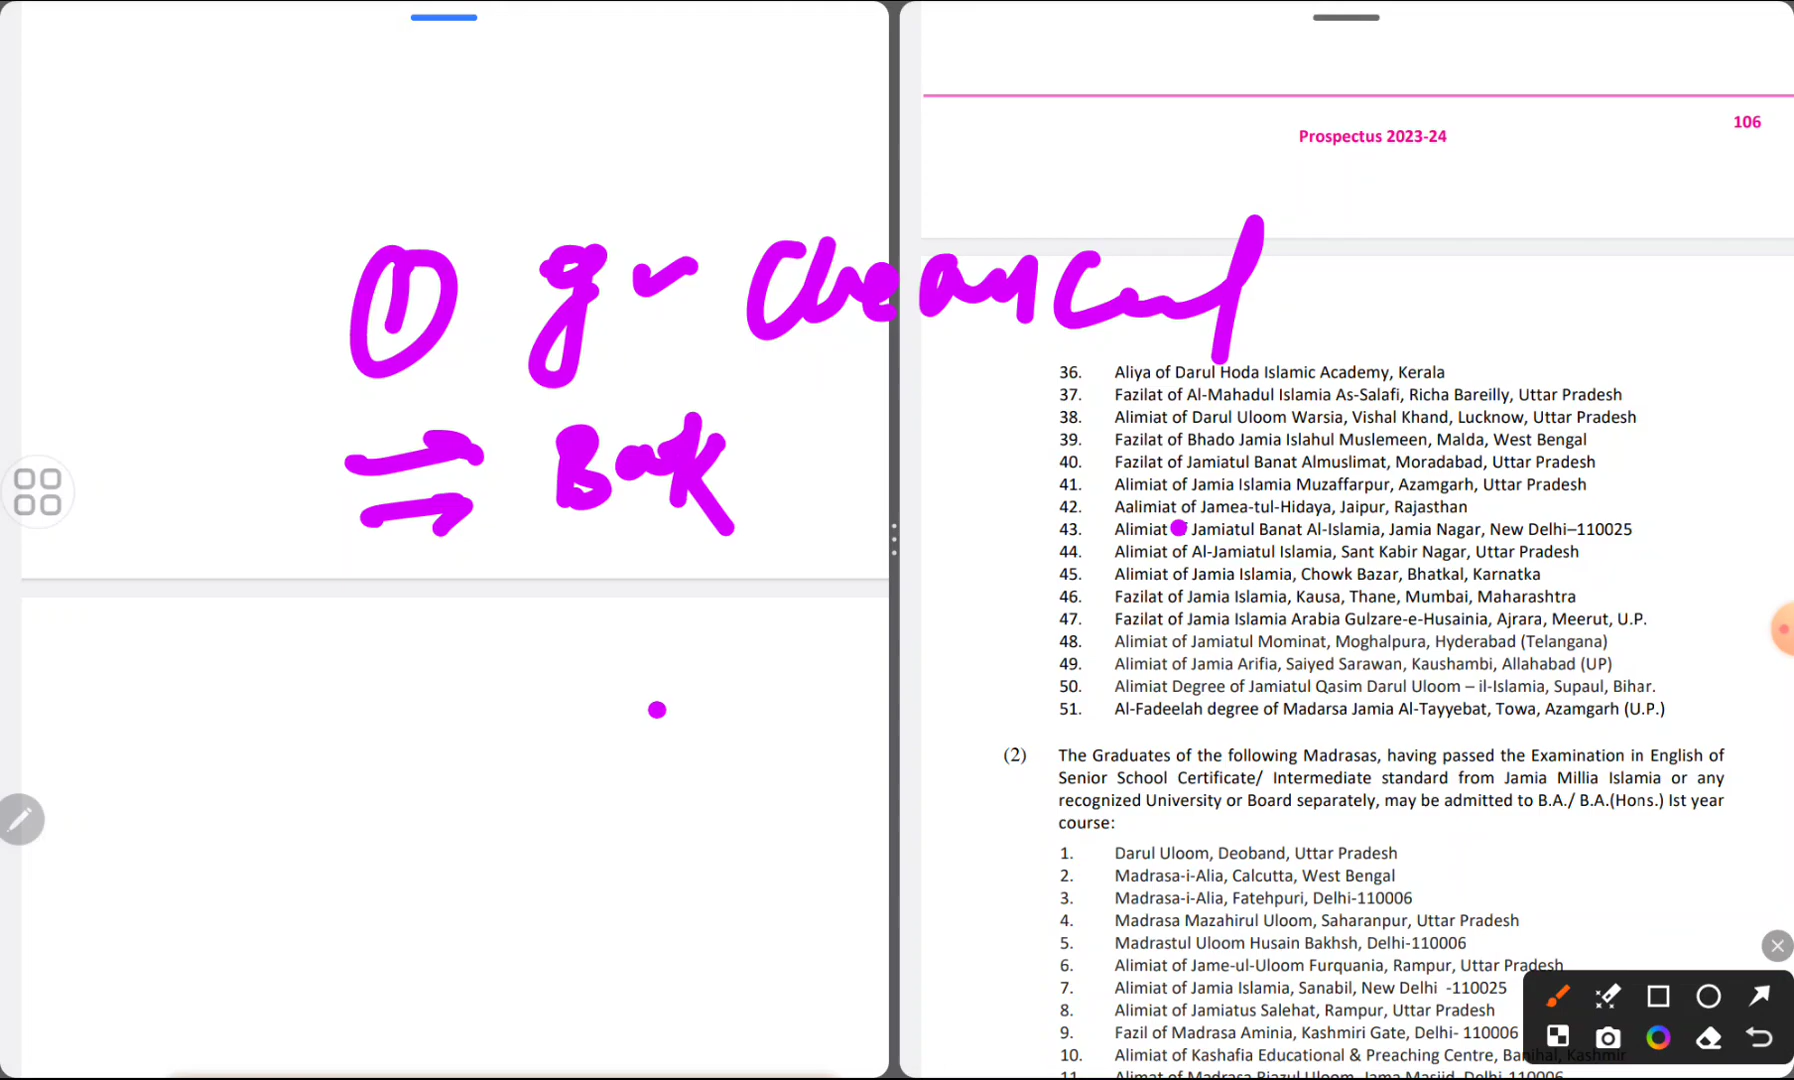 106
Prospectus 2023-24
①
Back
36. Aliya of Darul Hoda Islamic Academy, Kerala
37. Fazilat of Al-Mahadul Islamia As-Salafi, Richa Bareilly, Uttar Pradesh
38. Alimiat of Darul Uloom Warsia, Vishal Khand, Lucknow, Uttar Pradesh
39. Fazilat of Bhado Jamia Islahul Muslemeen, Malda, West Bengal
40. Fazilat of Jamiatul Banat Almuslimat, Moradabad, Uttar Pradesh
41. Alimiat of Jamia Islamia Muzaffarpur, Azamgarh, Uttar Pradesh
42. Aalimiat of Jamea-tul-Hidaya, Jaipur, Rajasthan
43. Alimiat Jamiatul Banat Al-Islamia, Jamia Nagar, New Delhi–110025
44. Alimiat of Al-Jamiatul Islamia, Sant Kabir Nagar, Uttar Pradesh
45. Alimiat of Jamia Islamia, Chowk Bazar, Bhatkal, Karnatka
46. Fazilat of Jamia Islamia, Kausa, Thane, Mumbai, Maharashtra
47. Fazilat of Jamia Islamia Arabia Gulzare-e-Husainia, Ajrara, Meerut, U.P.
48. Alimiat of Jamiatul Mominat, Moghalpura, Hyderabad (Telangana)
49. Alimiat of Jamia Arifia, Saiyed Sarawan, Kaushambi, Allahabad (UP)
50. Alimiat Degree of Jamiatul Qasim Darul Uloom – il-Islamia, Supaul, Bihar.
51. Al-Fadeelah degree of Madarsa Jamia Al-Tayyebat, Towa, Azamgarh (U.P.)
(2) The Graduates of the following Madrasas, having passed the Examination in English of
Senior School Certificate/ Intermediate standard from Jamia Millia Islamia or any
recognized University or Board separately, may be admitted to B.A./ B.A.(Hons.) Ist year
course:
1. Darul Uloom, Deoband, Uttar Pradesh
2. Madrasa-i-Alia, Calcutta, West Bengal
3. Madrasa-i-Alia, Fatehpuri, Delhi-110006
4. Madrasa Mazahirul Uloom, Saharanpur, Uttar Pradesh
5. Madrastul Uloom Husain Bakhsh, Delhi-110006
6. Alimiat of Jame-ul-Uloom Furquania, Rampur, Uttar Pradesh
7. Alimiat of Jamia Islamia, Sanabil, New Delhi -110025
8. Alimiat of Jamiatus Salehat, Rampur, Uttar Pradesh
9. Fazil of Madrasa Aminia, Kashmiri Gate, Delhi- 110006
10. Alimiat of Kashafia Educational & Preaching Centre, Banihal, Kashmir
11. Alimat of Madrasa Riazul Uloom, Jama Masjid, Delhi-110006